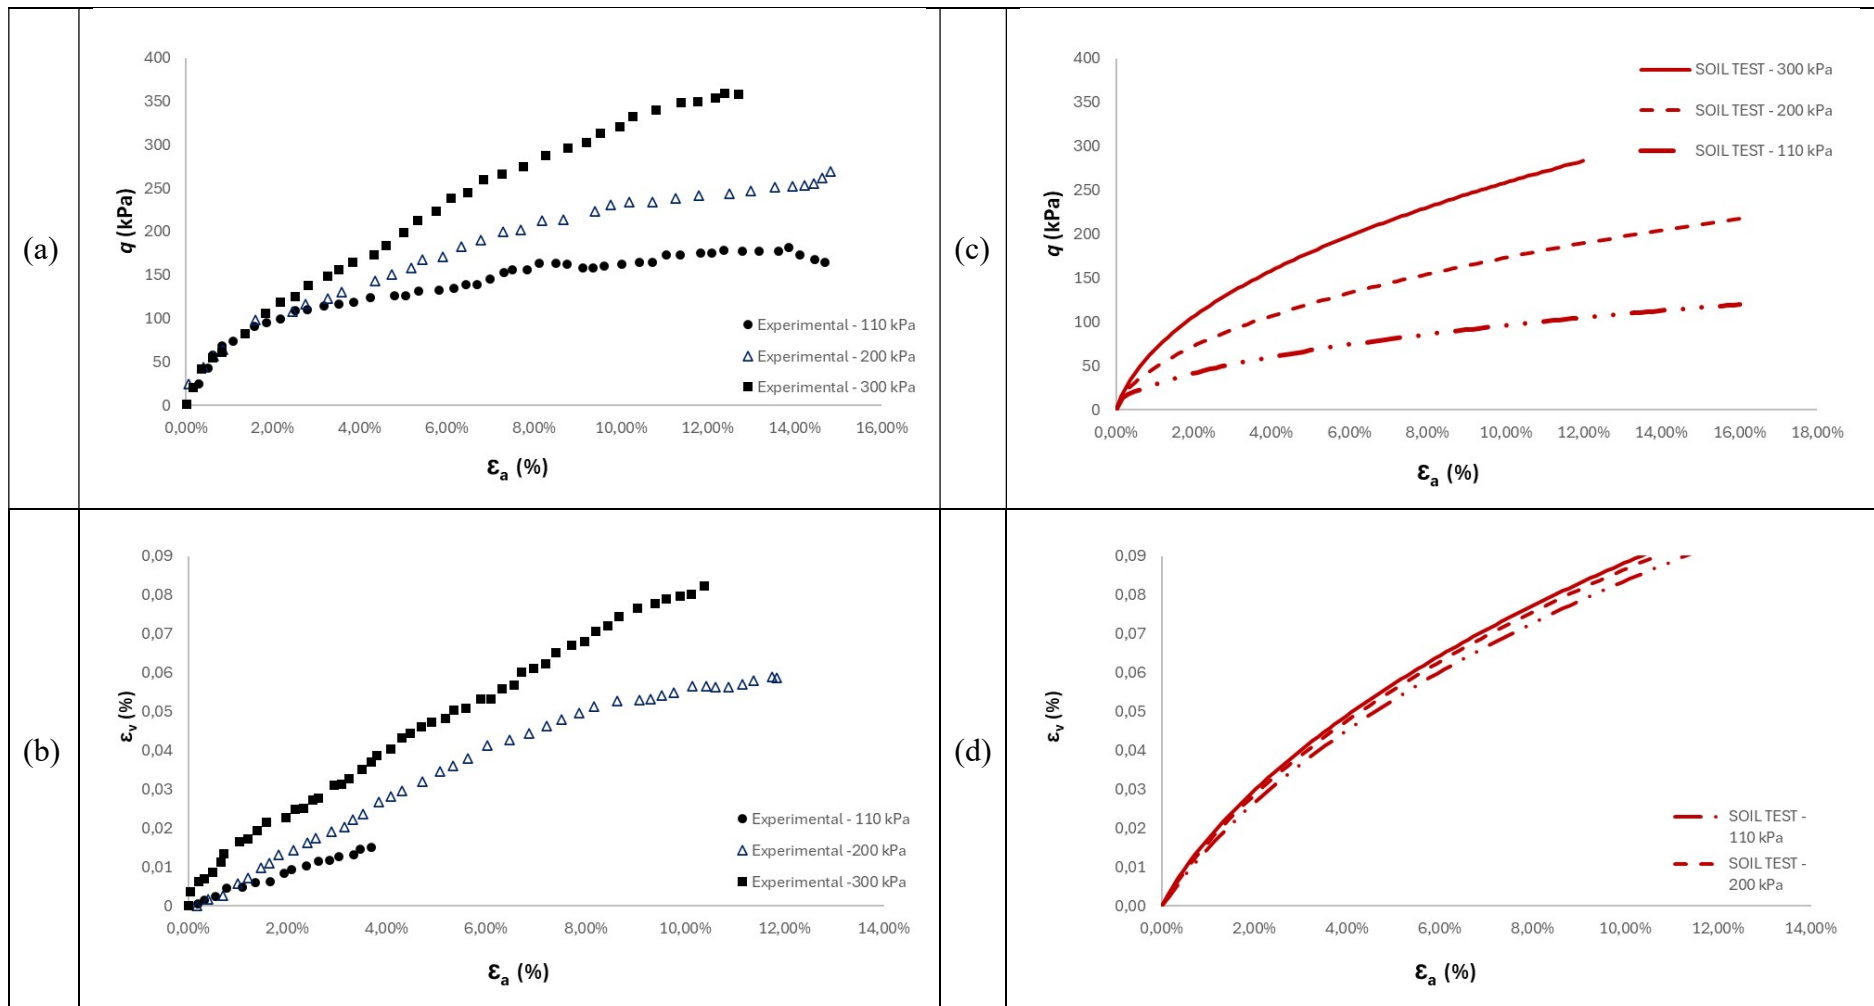 (a)
400
350
300
250
200
150
100
50
0
q (kPa)
Experimental - 110 kPa
Experimental - 200 kPa
Experimental - 300 kPa
0,00% 2,00% 4,00% 6,00% 8,00% 10,00% 12,00% 14,00% 16,00%
εa (%)
(c)
400
350
300
250
200
150
100
50
0
q (kPa)
SOIL TEST - 300 kPa
SOIL TEST - 200 kPa
SOIL TEST - 110 kPa
0,00% 2,00% 4,00% 6,00% 8,00% 10,00% 12,00% 14,00% 16,00% 18,00%
εa (%)
(b)
0,09
0,08
0,07
0,06
0,05
0,04
0,03
0,02
0,01
0
εv (%)
Experimental - 110 kPa
Experimental -200 kPa
Experimental -300 kPa
0,00% 2,00% 4,00% 6,00% 8,00% 10,00% 12,00% 14,00%
εa (%)
(d)
0,09
0,08
0,07
0,06
0,05
0,04
0,03
0,02
0,01
0,00
εv (%)
SOIL TEST -
110 kPa
SOIL TEST -
200 kPa
0,00% 2,00% 4,00% 6,00% 8,00% 10,00% 12,00% 14,00%
εa (%)